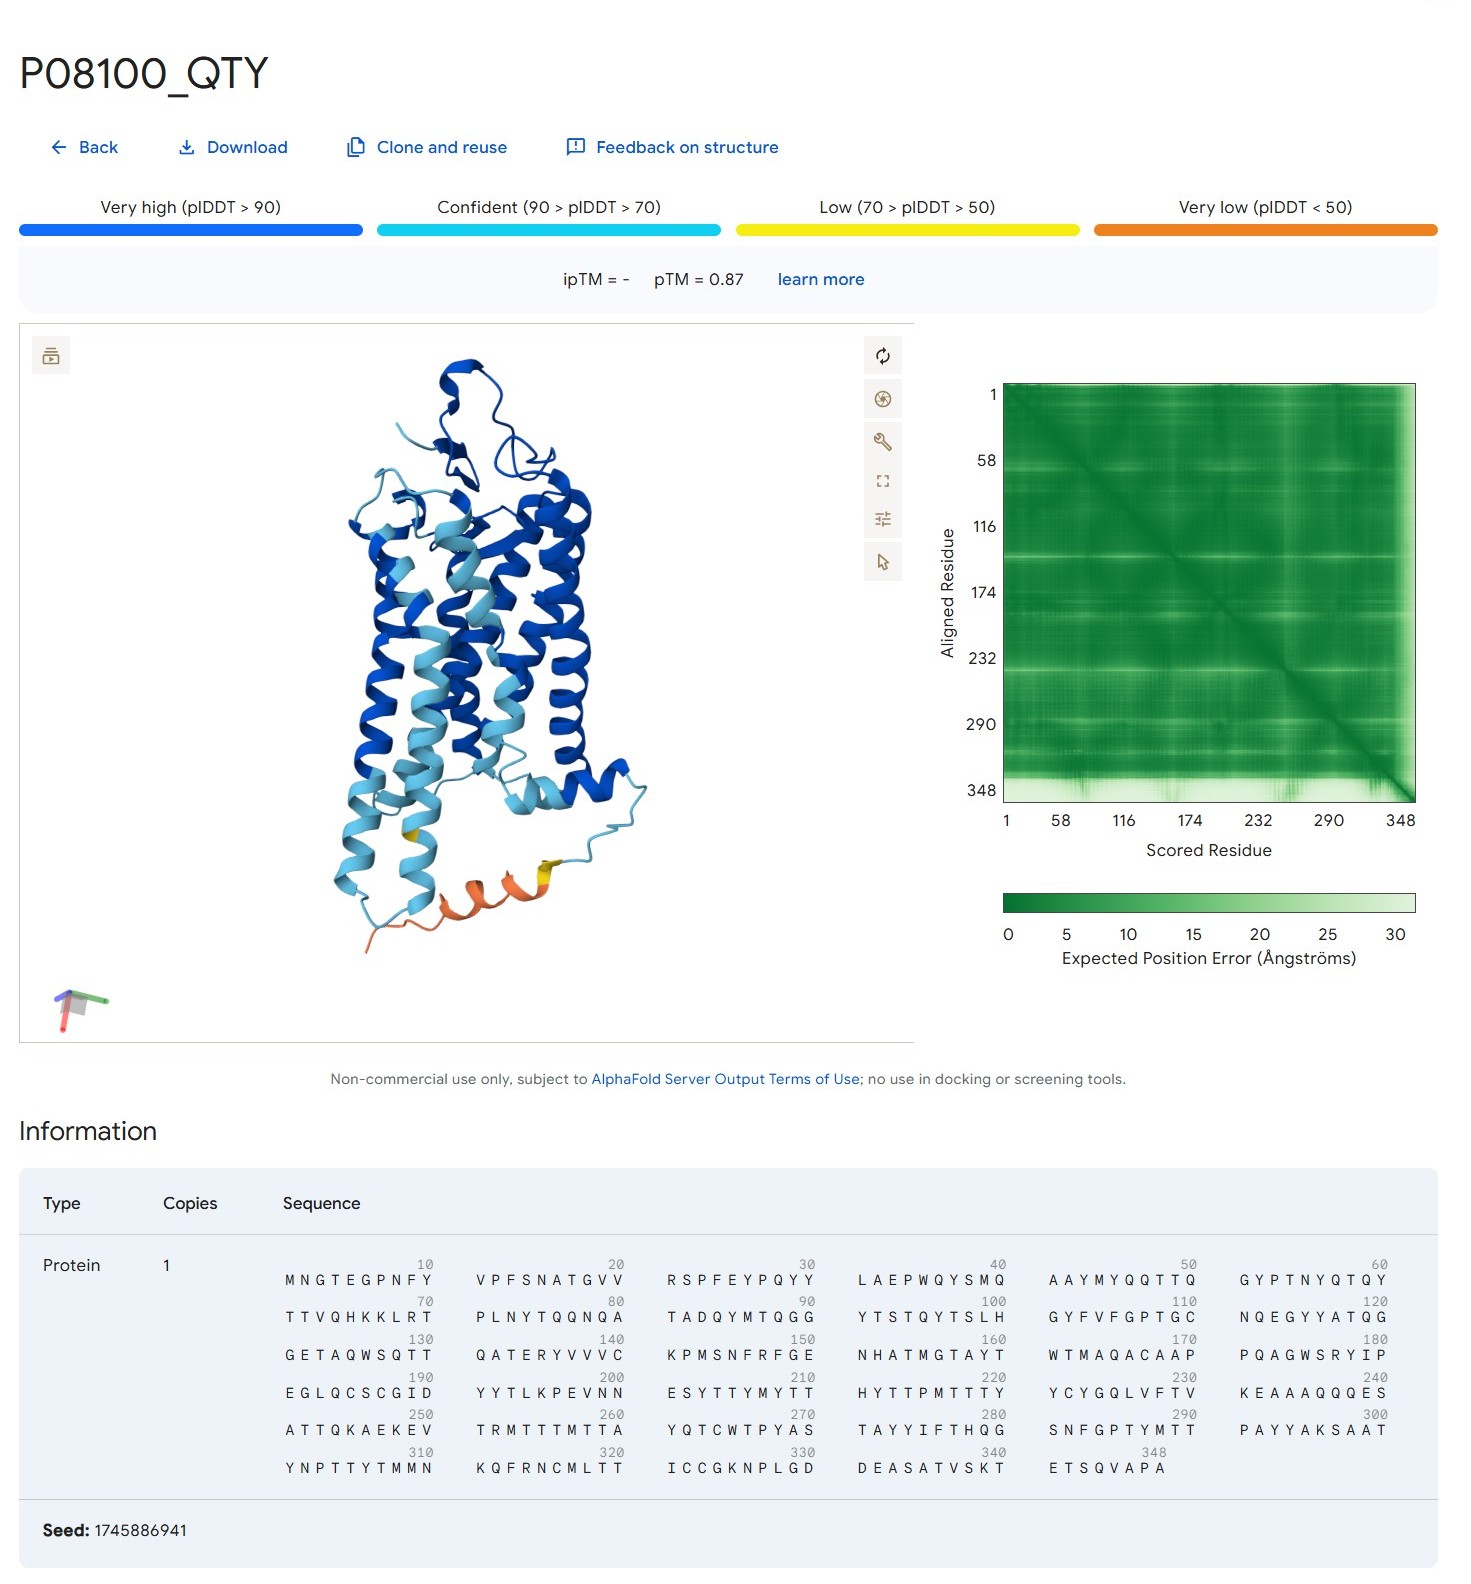 P08100_QTY
Back Download Clone and reuse Feedback on structure
Very high (plDDT > 90) Confident (90 > plDDT > 70) Low (70 > plDDT > 50) Very low (plDDT < 50)
ipTM = - pTM = 0.87 learn more
1
58
116
174
232
290
348
Aligned Residue
1 58 116 174 232 290 348
Scored Residue
0 5 10 15 20 25 30
Expected Position Error (Ångströms)
Non-commercial use only, subject to AlphaFold Server Output Terms of Use; no use in docking or screening tools.
Information
Type Copies Sequence
Protein 1
10 20 30 40 50 60
MNGTEGPNFY VPFSNATGVV RSPFEYPQYY LAEPWQYSMQ AAYMYQQTTQ GYPTNYQTQY
70 80 90 100 110 120
TTVQHKKLRT PLNYTQQNQA TADQYMTQGG YTSTQYTSLH GYFVFGPTGC NQEGYYATQG
130 140 150 160 170 180
GETAQWSQTT QATERYVVVC KPMSNFRFGE NHATMGTAYT WTMAQACAAP PQAGWSRYIP
190 200 210 220 230 240
EGLQCSCGID YYTLKPEVNN ESYTTYMYTT HYTTPMTTTY YCYGQLVFTV KEAAAQQQES
250 260 270 280 290 300
ATTQKAEKEV TRMTTTMTTA YQTCWTPYAS TAYYIFTHQG SNFGPTYMTT PAYYAKSAAT
310 320 330 340 348
YNPTTYTMMN KQFRNCMLTT ICCGKNPLGD DEASATVSKT ETSQVAPA
Seed: 1745886941